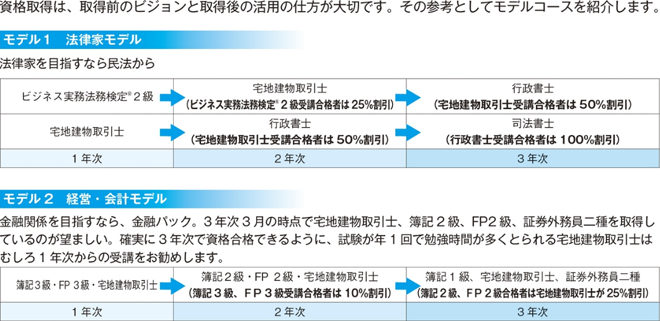 資格取得は、取得前のビジョンと取得後の活用の仕方が大切です。その参考としてモデルコースを紹介します。
モデル1 法律家モデル
法律家を目指すなら民法から
ビジネス実務法務検定®2級
宅地建物取引士
(ビジネス実務法務検定®2級受講合格者は25%割引)
行政書士
(宅地建物取引士受講合格者は50%割引)
宅地建物取引士
行政書士
(宅地建物取引士受講合格者は50%割引)
司法書士
(行政書士受講合格者は100%割引)
1年次
2年次
3年次
モデル2 経営・会計モデル
金融関係を目指すなら、金融パック。3年次3月の時点で宅地建物取引士、簿記2級、FP2級、証券外務員二種を取得し
ているのが望ましい。確実に3年次で資格合格できるように、試験が年1回で勉強時間が多くとられる宅地建物取引士は
むしろ1年次からの受講をお勧めします。
簿記3級・FP3級・宅地建物取引士
簿記2級・FP 2級・宅地建物取引士
(簿記3級、FP3級受講合格者は10%割引)
簿記1級、宅地建物取引士、証券外務員二種
(簿記2級、FP2級合格者は宅地建物取引士が25%割引)
1年次
2年次
3年次